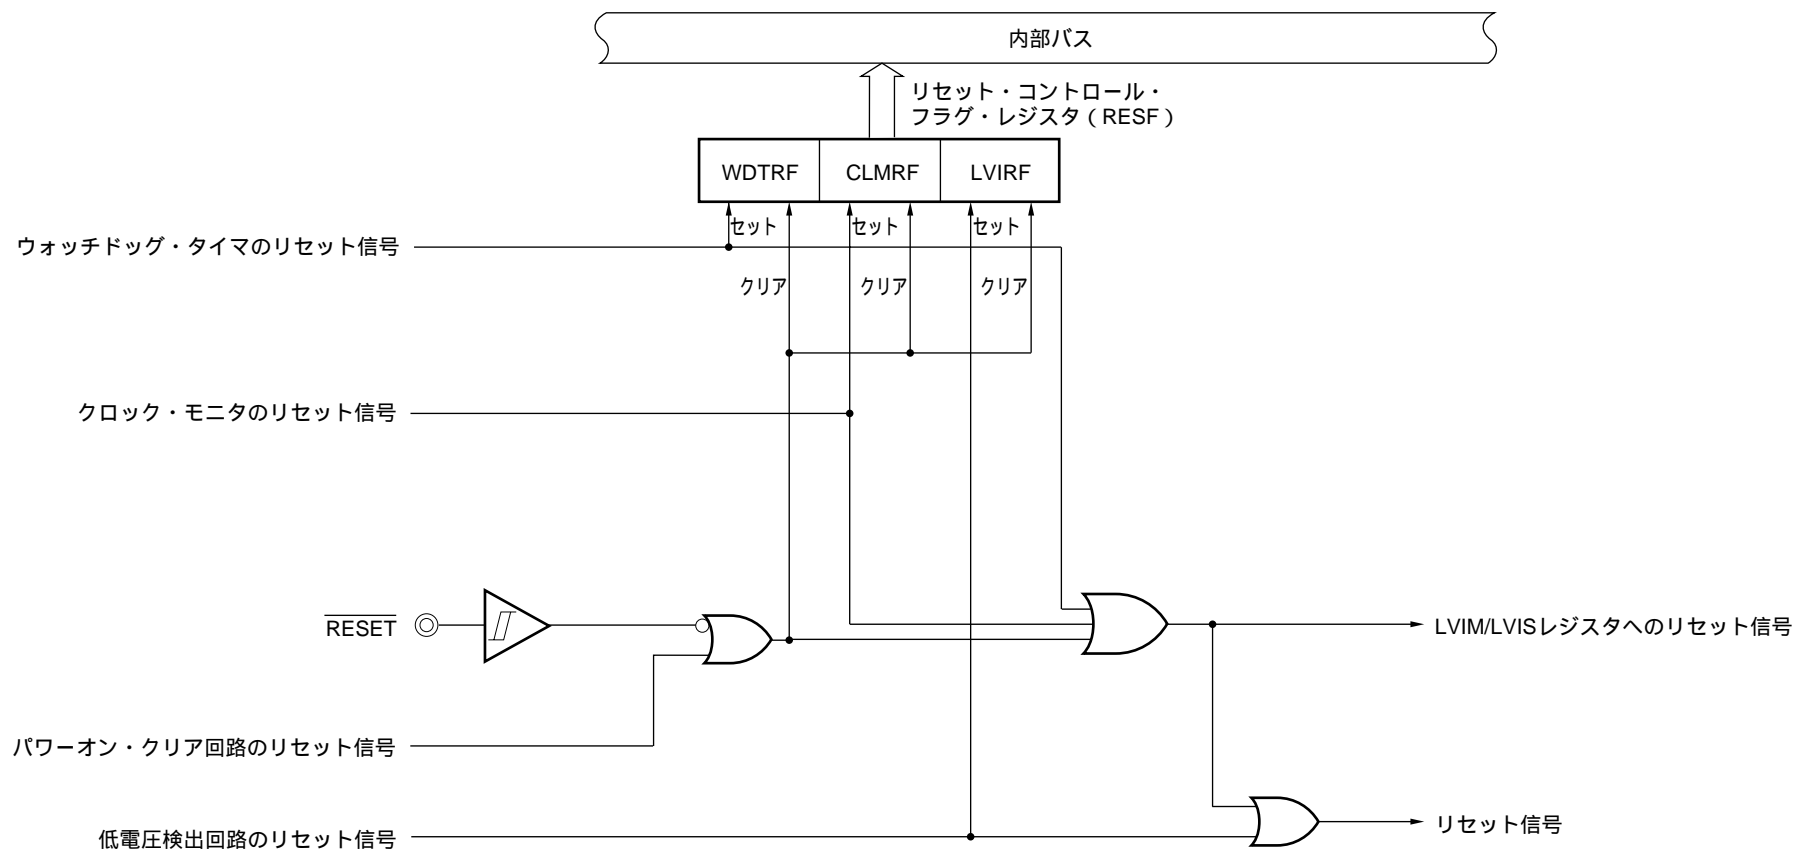 内部バス
リセット・コントロール・
フラグ・レジスタ（RESF）
WDTRF
CLMRF
LVIRF
セット
セット
セット
ウォッチドッグ・タイマのリセット信号
クリア
クリア
クリア
クロック・モニタのリセット信号
RESET
LVIM/LVISレジスタへのリセット信号
パワーオン・クリア回路のリセット信号
低電圧検出回路のリセット信号
リセット信号